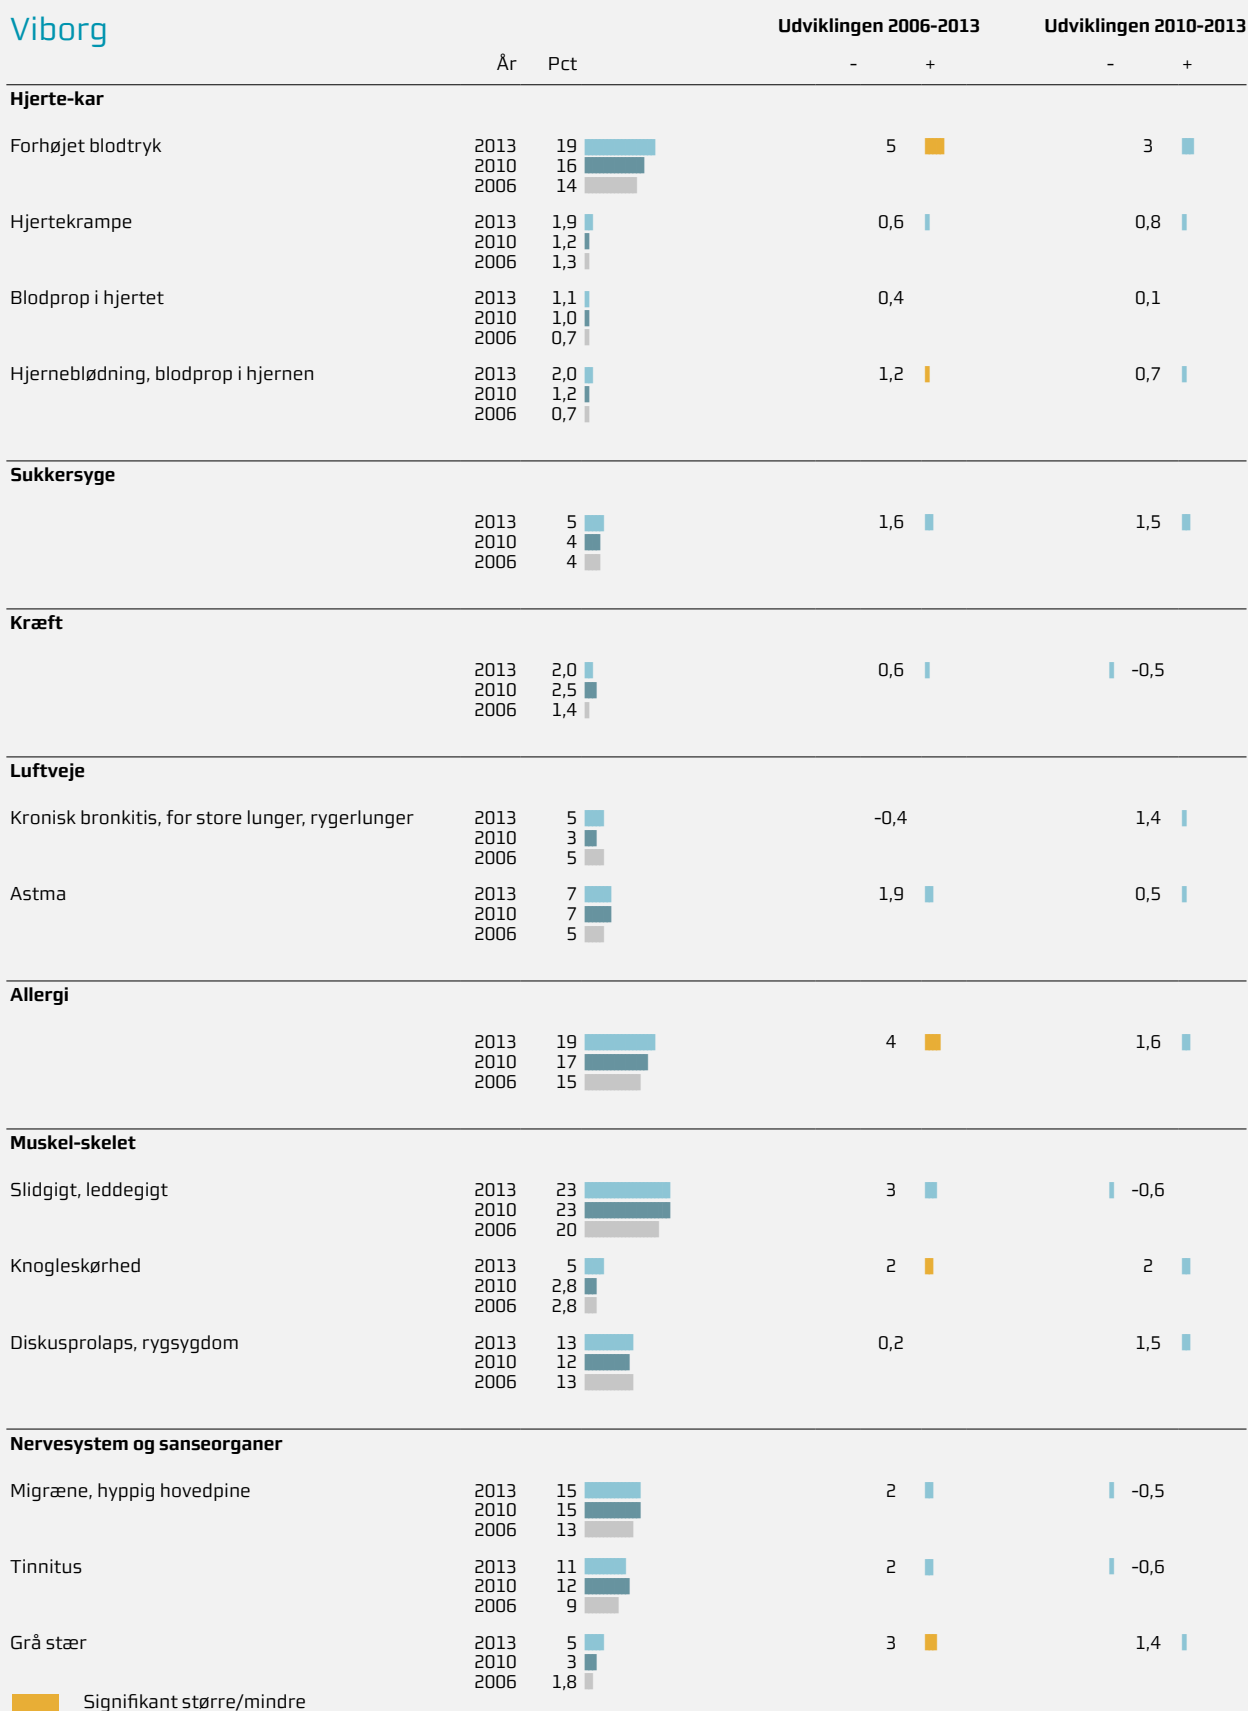 Viborg Udviklingen 2006-2013 Udviklingen 2010-2013
År Pct - + - +
Hjerte-kar
Forhøjet blodtryk 2013 19 5 3
2010 16
2006 14
Hjertekrampe 2013 1,9 0,6 0,8
2010 1,2
2006 1,3
Blodprop i hjertet 2013 1,1 0,4 0,1
2010 1,0
2006 0,7
Hjerneblødning, blodprop i hjernen 2013 2,0 1,2 0,7
2010 1,2
2006 0,7
Sukkersyge
2013 5 1,6 1,5
2010 4
2006 4
Kræft
2013 2,0 0,6 -0,5
2010 2,5
2006 1,4
Luftveje
Kronisk bronkitis, for store lunger, rygerlunger 2013 5 -0,4 1,4
2010 3
2006 5
Astma 2013 7 1,9 0,5
2010 7
2006 5
Allergi
2013 19 4 1,6
2010 17
2006 15
Muskel-skelet
Slidgigt, leddegigt 2013 23 3 -0,6
2010 23
2006 20
Knogleskørhed 2013 5 2 2
2010 2,8
2006 2,8
Diskusprolaps, rygsygdom 2013 13 0,2 1,5
2010 12
2006 13
Nervesystem og sanseorganer
Migræne, hyppig hovedpine 2013 15 2 -0,5
2010 15
2006 13
Tinnitus 2013 11 2 -0,6
2010 12
2006 9
Grå stær 2013 5 3 1,4
2010 3
2006 1,8
Signifikant større/mindre